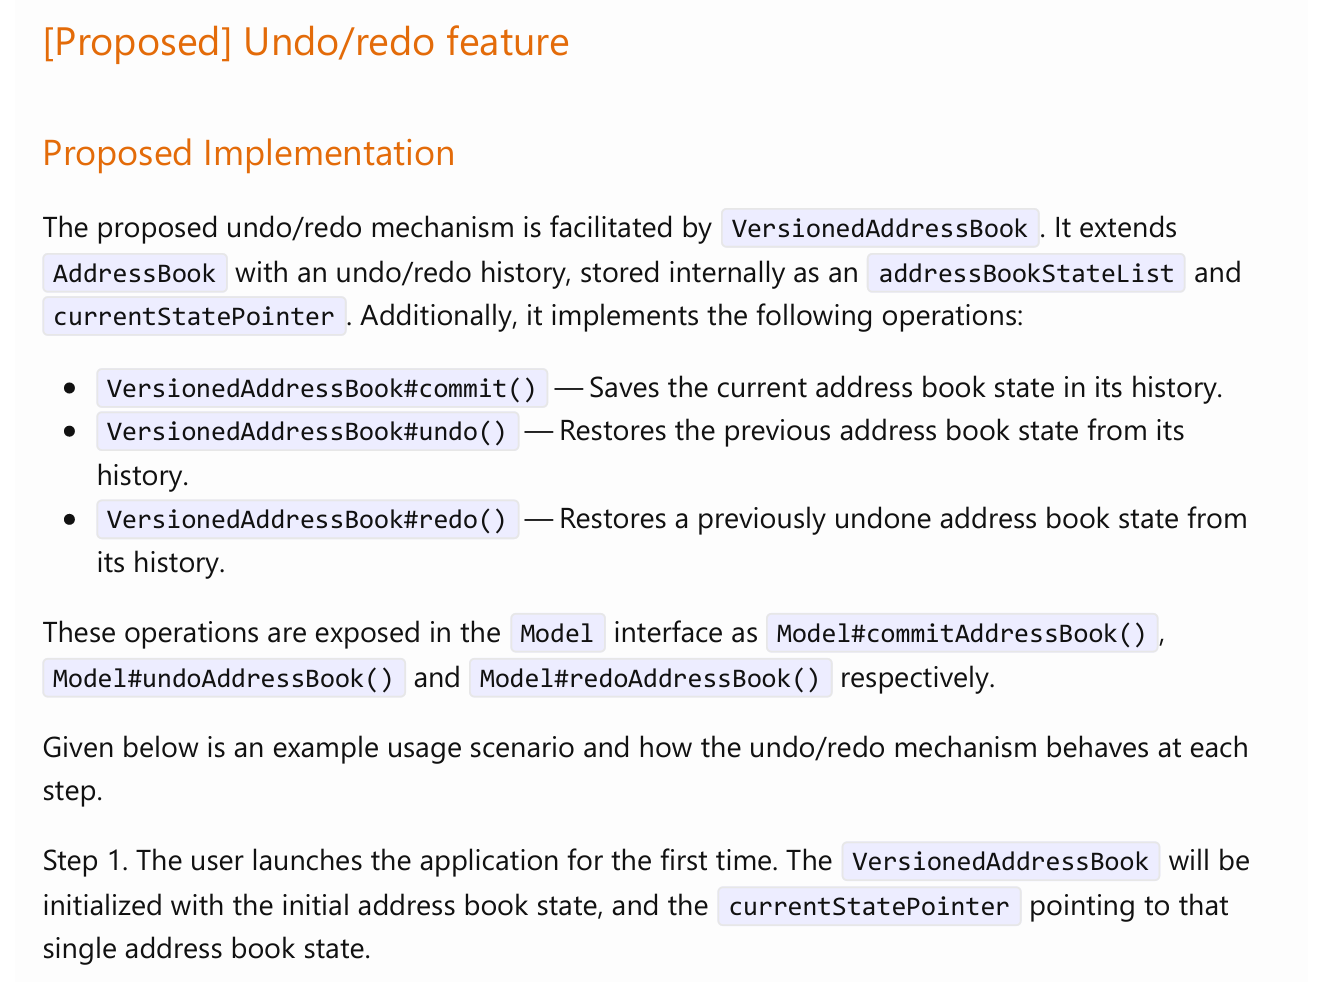 [Proposed] Undo/redo feature
Proposed Implementation
The proposed undo/redo mechanism is facilitated by VersionedAddressBook. It extends
AddressBook with an undo/redo history, stored internally as an addressBookStateList and
currentStatePointer. Additionally, it implements the following operations:
• VersionedAddressBook#commit() — Saves the current address book state in its history.
• VersionedAddressBook#undo() — Restores the previous address book state from its
history.
• VersionedAddressBook#redo() — Restores a previously undone address book state from
its history.
These operations are exposed in the Model interface as Model#commitAddressBook(),
Model#undoAddressBook() and Model#redoAddressBook() respectively.
Given below is an example usage scenario and how the undo/redo mechanism behaves at each
step.
Step 1. The user launches the application for the first time. The VersionedAddressBook will be
initialized with the initial address book state, and the currentStatePointer pointing to that
single address book state.